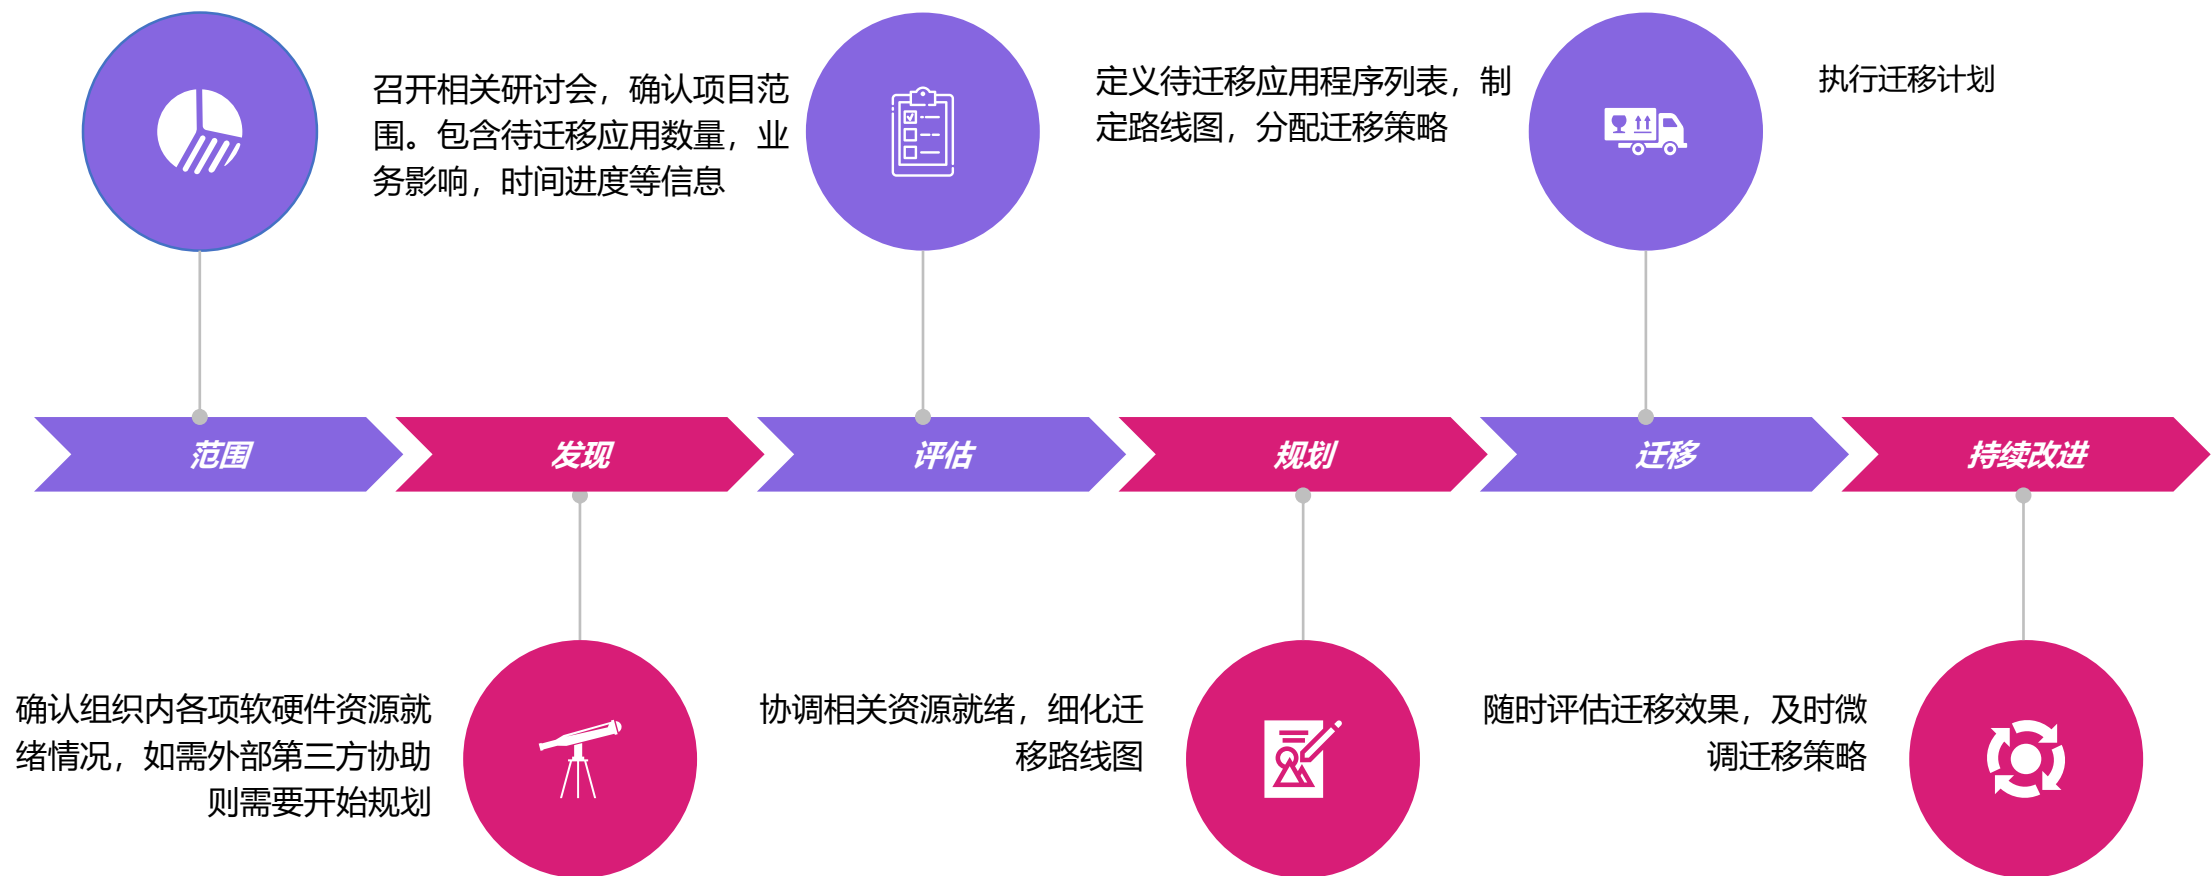 召开相关研讨会，确认项目范
围。包含待迁移应用数量，业
务影响，时间进度等信息
定义待迁移应用程序列表，制
定路线图，分配迁移策略
执行迁移计划
范围
发现
评估
规划
迁移
持续改进
确认组织内各项软硬件资源就
绪情况，如需外部第三方协助
则需要开始规划
协调相关资源就绪，细化迁
移路线图
随时评估迁移效果，及时微
调迁移策略